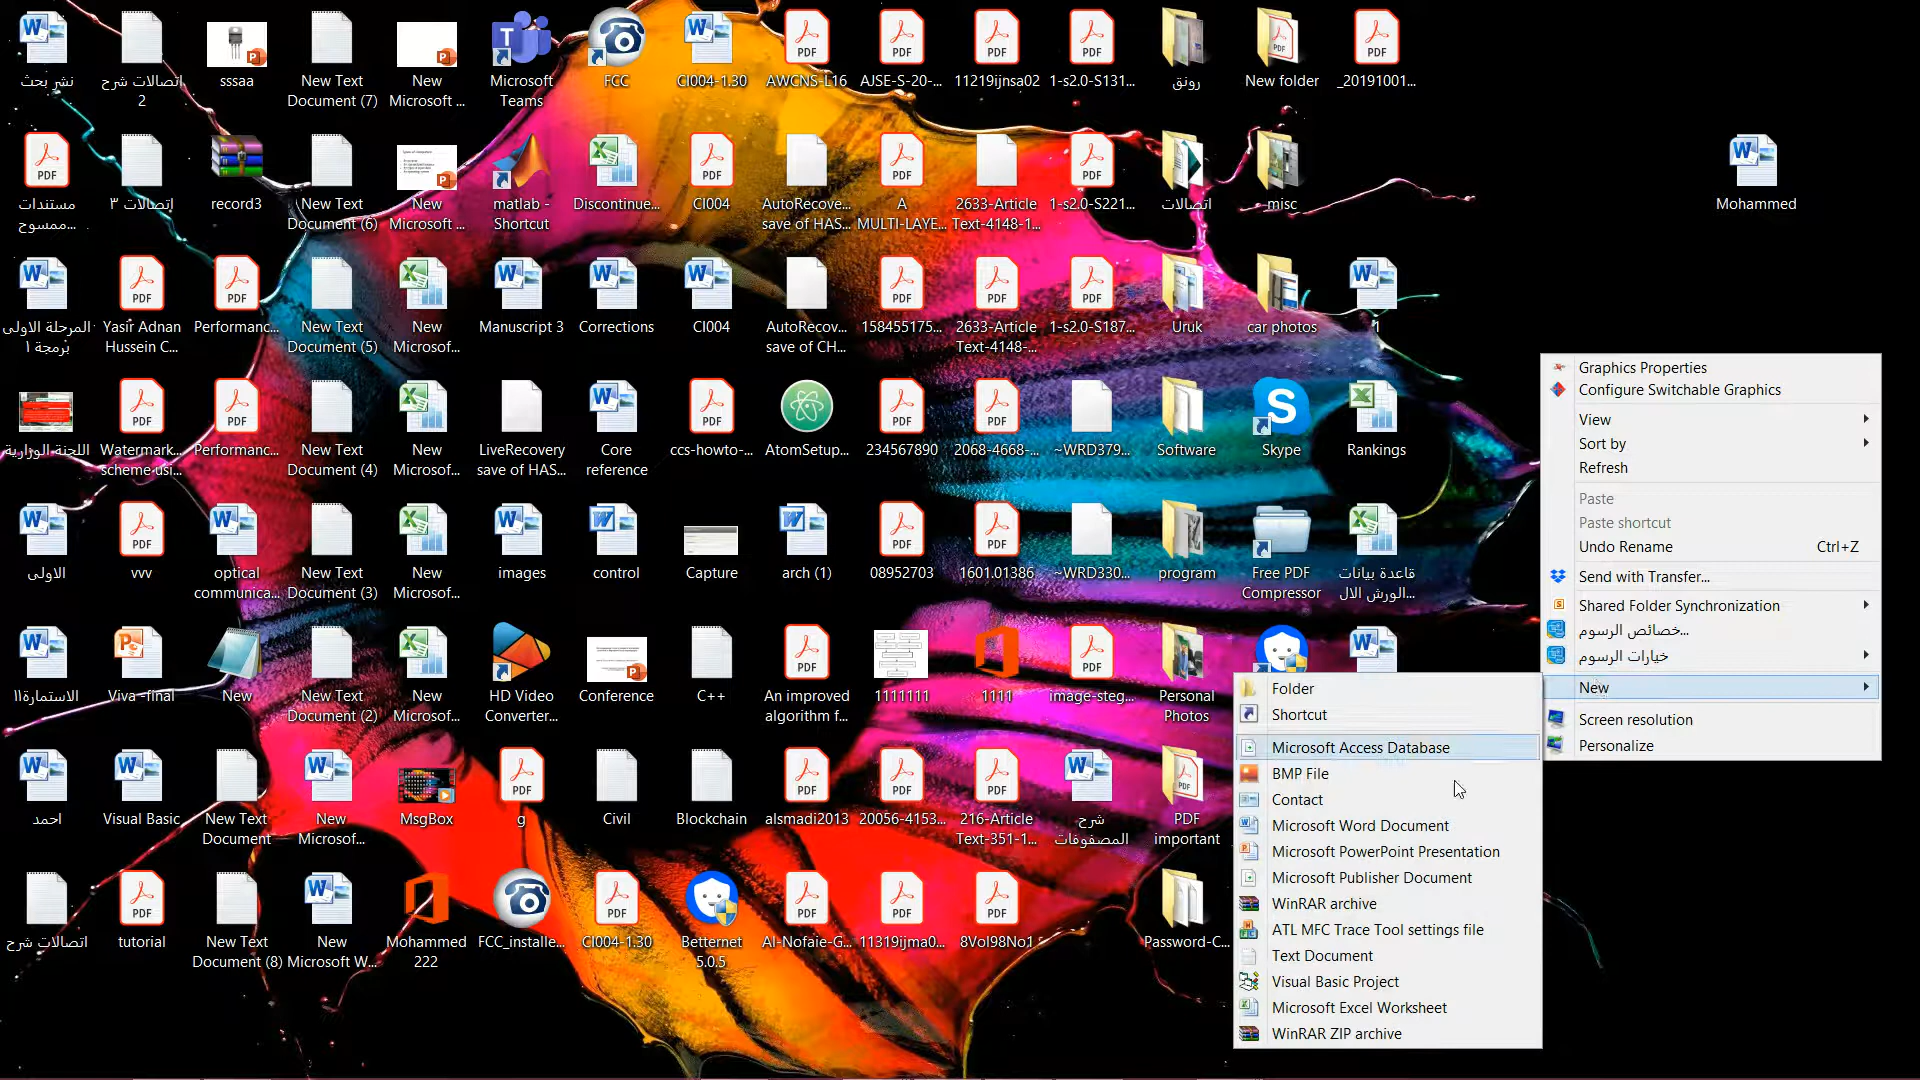 نشر بحث
اتصالات شرح
2
sssaa
New Text
Document (7)
New
Microsoft ...
Microsoft
Teams
FCC
CI004-1.30
AWCNS-L16
AJSE-S-20-...
11219ijnsa02
1-s2.0-S131...
رونق
New folder
_20191001...
مستندات
ممسوح...
إتصالات ٣
record3
New Text
Document (6)
New
Microsoft ...
matlab -
Shortcut
Discontinue...
CI004
AutoRecove...
save of HAS...
A
MULTI-LAYE...
2633-Article
Text-4148-1...
1-s2.0-S221...
اتصالات
misc
Mohammed
المرحلة الاولى
برمجة ١
Yasir Adnan
Hussein C...
Performanc...
New Text
Document (5)
New
Microsof...
Manuscript 3
Corrections
CI004
AutoRecov...
save of CH...
158455175...
2633-Article
Text-4148-...
1-s2.0-S187...
Uruk
car photos
1
اللجنة الوزارية
Watermark...
scheme-usi...
Performanc...
New Text
Document (4)
New
Microsof...
LiveRecovery
save of HAS...
Core
reference
ccs-howto-...
AtomSetup...
234567890
2068-4668-...
~WRD379...
Software
Skype
Rankings
الاولى
vvv
optical
communica...
New Text
Document (3)
New
Microsof...
images
control
Capture
arch (1)
08952703
1601.01386
~WRD330...
program
Free PDF
Compressor
قاعدة بيانات
الورش الال...
الاستمارة١١
Viva -final
New
New Text
Document (2)
New
Microsof...
HD Video
Converter...
Conference
C++
An improved
algorithm f...
1111111
1111
image-steg...
Personal
Photos
احمد
Visual Basic
New Text
Document
New
Microsof...
MsgBox
g
Civil
Blockchain
alsmadi2013
20056-4153...
216-Article
Text-351-1...
شرح
المصفوفات
PDF
important
اتصالات شرح
tutorial
New Text
Document (8)
New
Microsoft W...
Mohammed
222
FCC_installe...
CI004-1.30
Betternet
5.0.5
Al-Nofaie-G...
11319ijma0...
8Vol98No1
Password-C...
Graphics Properties
Configure Switchable Graphics
View
Sort by
Refresh
Paste
Paste shortcut
Undo Rename Ctrl+Z
Send with Transfer...
Shared Folder Synchronization
خصائص الرسوم...
خيارات الرسوم
New
Screen resolution
Personalize
Folder
Shortcut
Microsoft Access Database
BMP File
Contact
Microsoft Word Document
Microsoft PowerPoint Presentation
Microsoft Publisher Document
WinRAR archive
ATL MFC Trace Tool settings file
Text Document
Visual Basic Project
Microsoft Excel Worksheet
WinRAR ZIP archive